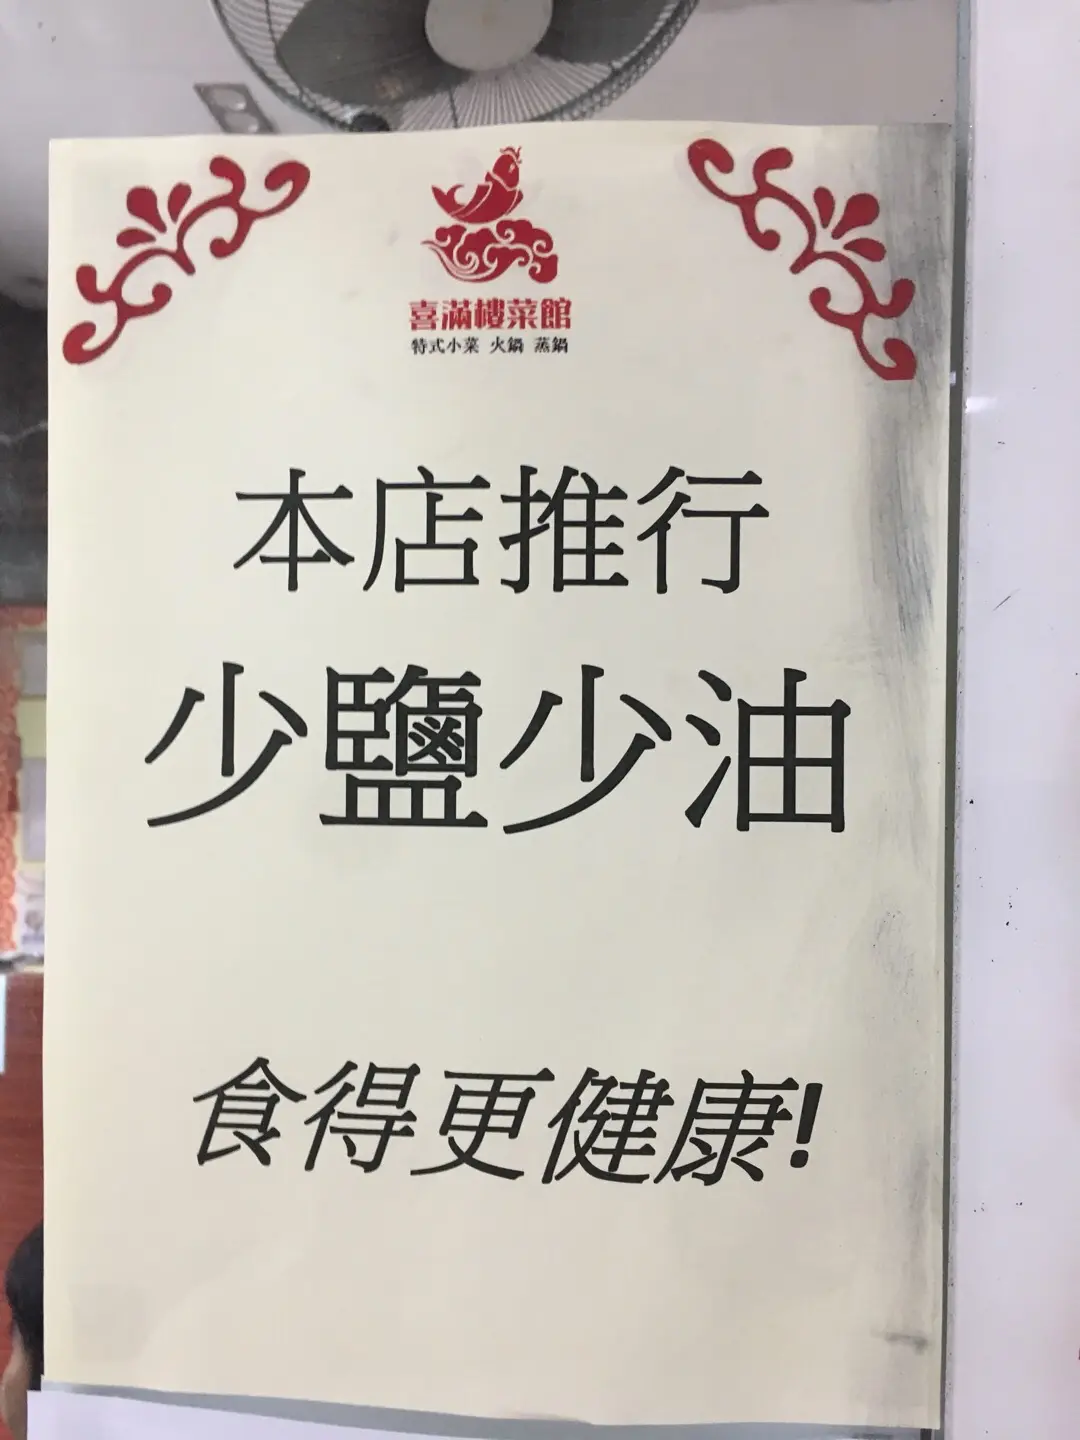 喜滿樓菜館
特式小菜 火鍋 蒸鍋
本店推行
少鹽少油
食得更健康!